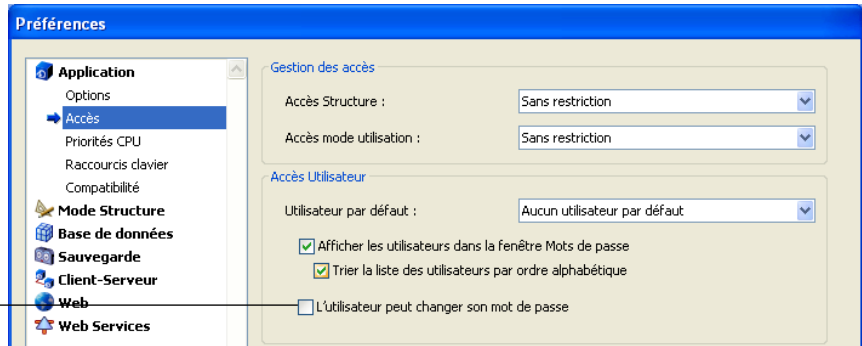 Préférences
Application
Options
Accès
Priorités CPU
Raccourcis clavier
Compatibilité
Mode Structure
Base de données
Sauvegarde
Client-Serveur
Web
Web Services
Gestion des accès
Accès Structure : Sans restriction
Accès mode utilisation : Sans restriction
Accès Utilisateur
Utilisateur par défaut : Aucun utilisateur par défaut
Afficher les utilisateurs dans la fenêtre Mots de passe
Trier la liste des utilisateurs par ordre alphabétique
L'utilisateur peut changer son mot de passe